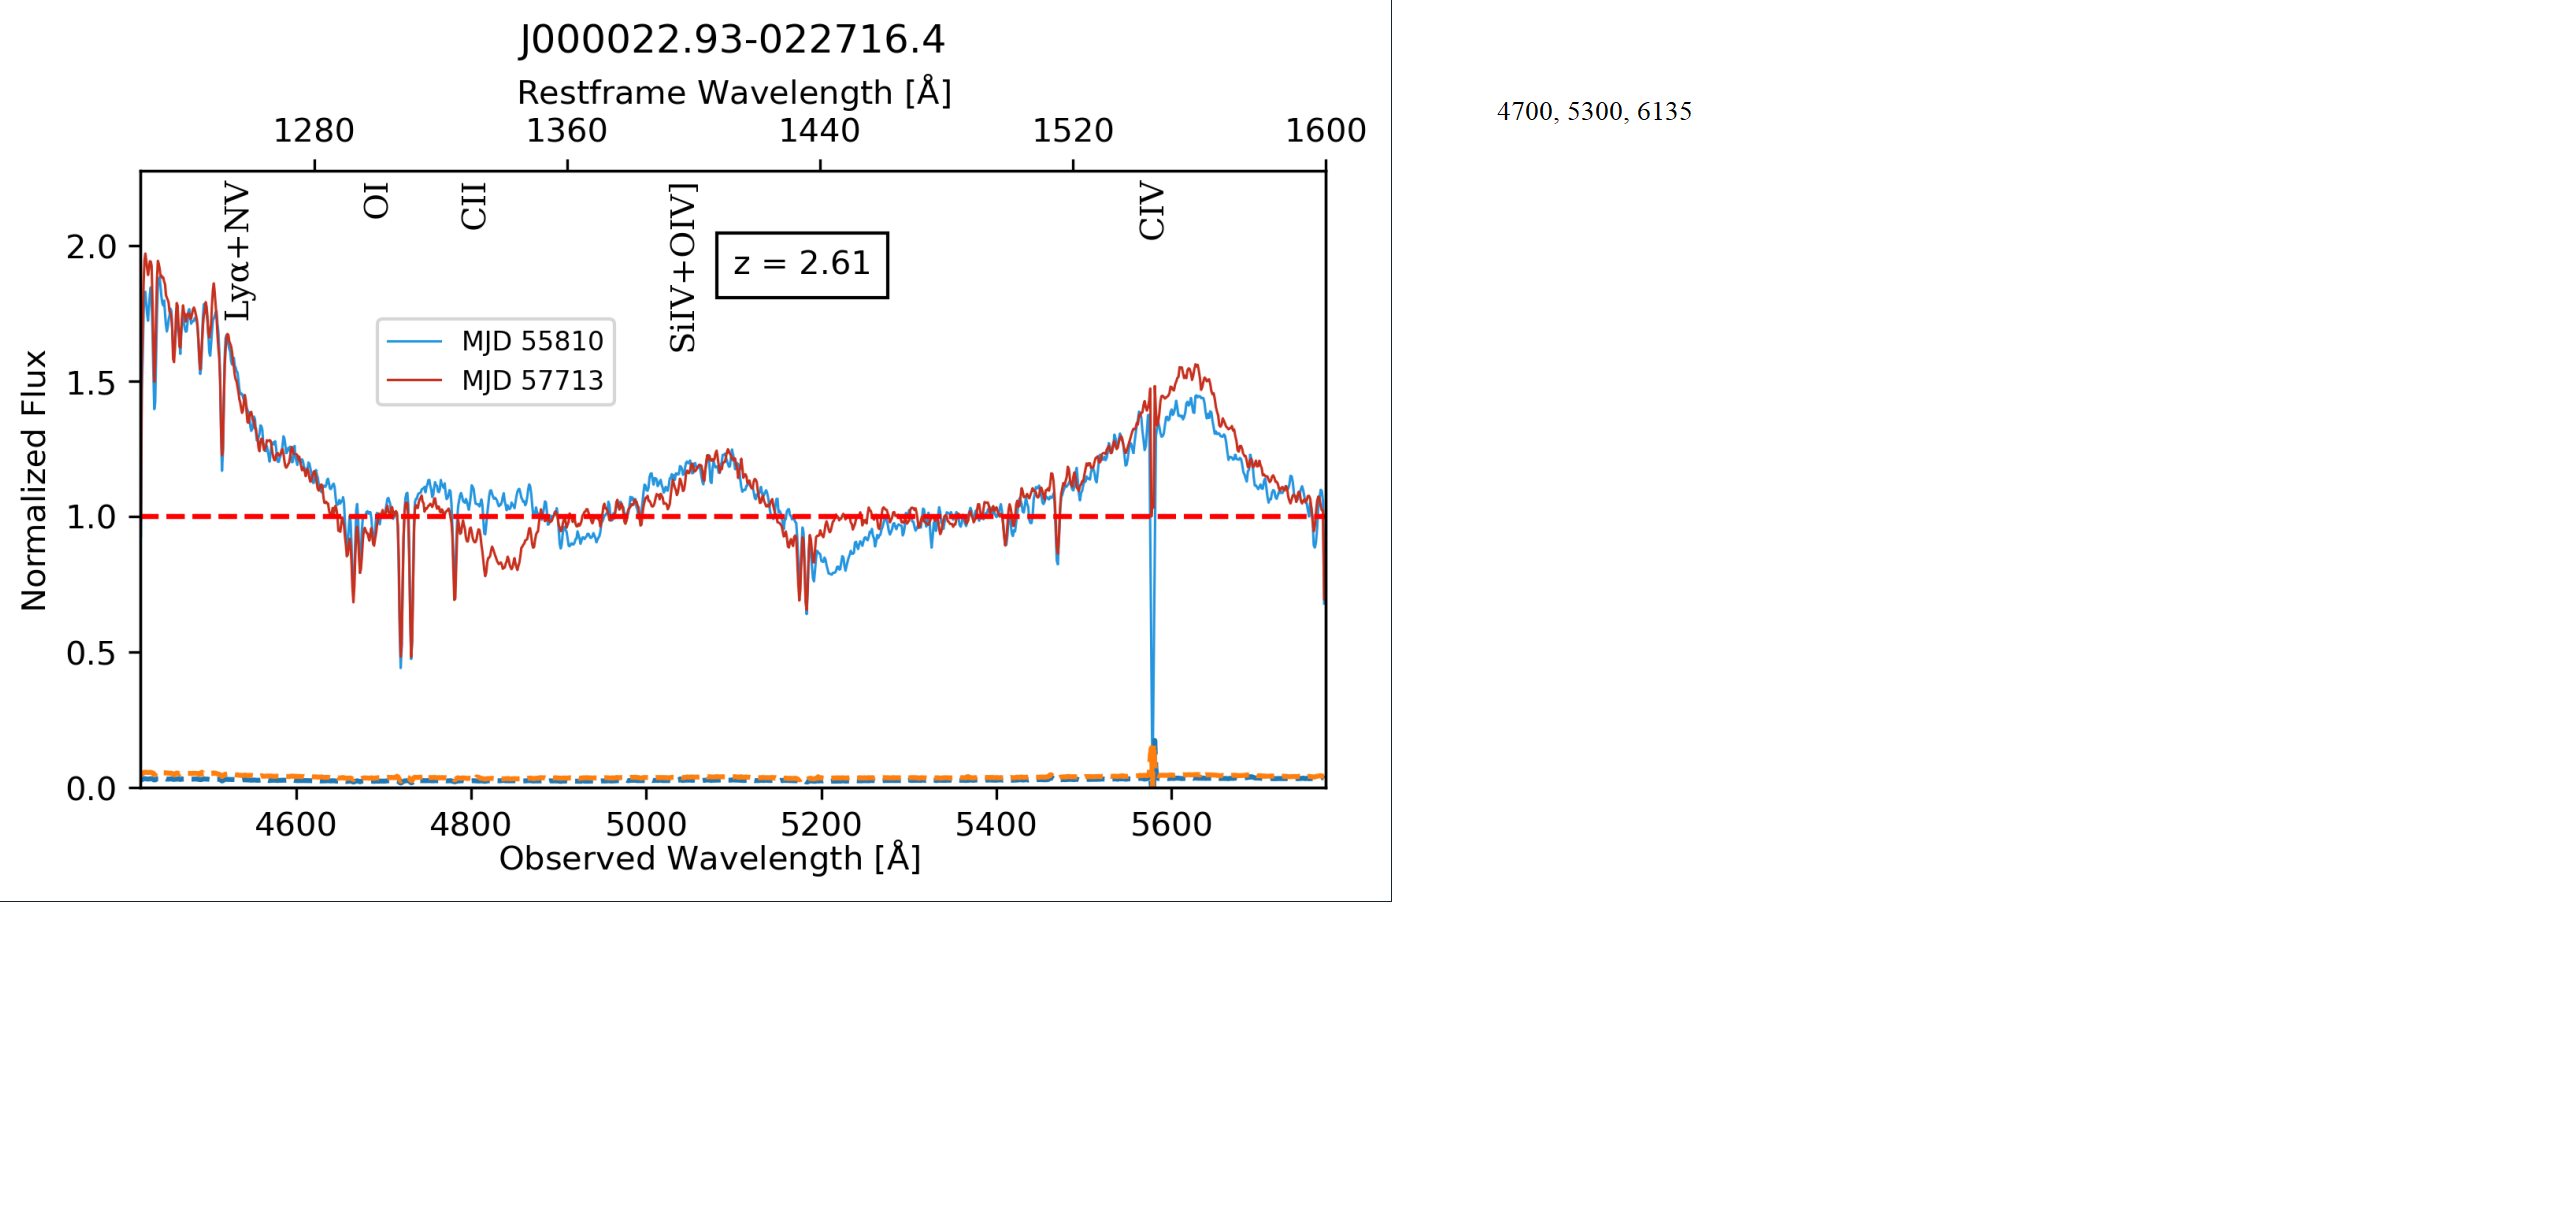 J000022.93-022716.4
Restframe Wavelength [Å]
1280 1360 1440 1520 1600
4700, 5300, 6135
Lyα+NV
OI
CII
SiIV+OIV]
CIV
z = 2.61
MJD 55810
MJD 57713
Normalized Flux
2.0
1.5
1.0
0.5
0.0
4600 4800 5000 5200 5400 5600
Observed Wavelength [Å]